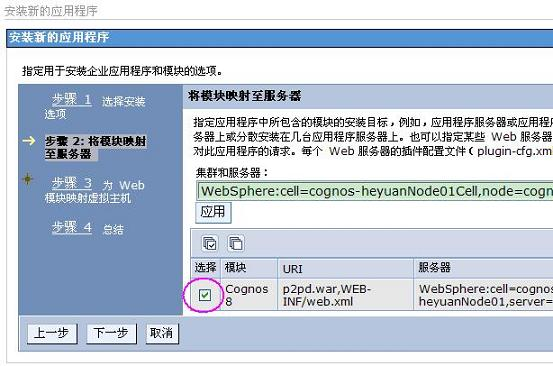 安装新的应用程序
安装新的应用程序
指定用于安装企业应用程序和模块的选项。
步骤 1 选择安装
选项
步骤 2: 将模块映射
至服务器
步骤 3 为 Web
模块映射虚拟主机
步骤 4 总结
将模块映射至服务器
指定应用程序中所包含的模块的安装目标，例如，应用程序服务器或应用程序
务器上或分散安装在几台应用程序服务器上。也可以指定某些 Web 服务器
对此应用程序的请求。每个 Web 服务器的插件配置文件（plugin-cfg.xml
集群和服务器：
WebSphere:cell=cognos-heyuanNode01Cell,node=cogn
应用
选择 模块 URI 服务器
Cognos 8 p2pd.war,WEB-INF/web.xml WebSphere:cell=cognos-heyuanNode01,server=
上一步 下一步 取消